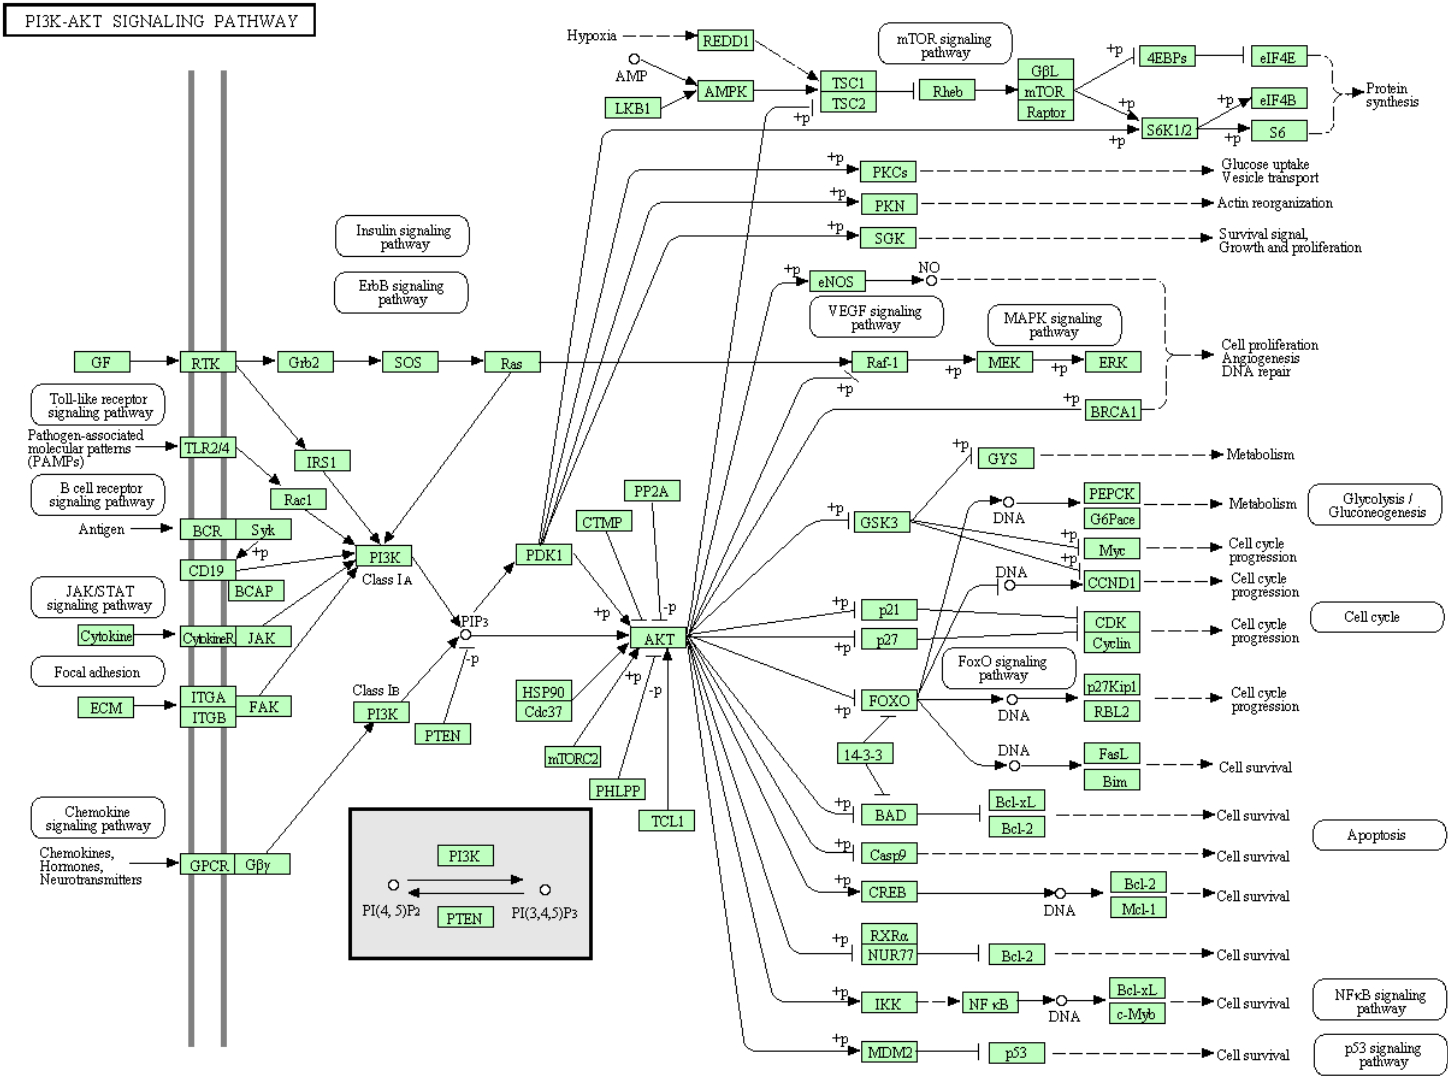 PI3K-AKT SIGNALING PATHWAY
Hypoxia
REDD1
mTOR signaling
pathway
AMP
LKB1
AMPK
TSC1
TSC2
+p
Rheb
GβL
mTOR
Raptor
+p
4EBPs
eIF4E
+p
+p
S6K1/2
+p
+p
eIF4B
S6
Protein
synthesis
+p
PKCs
Glucose uptake
Vesicle transport
+p
PKN
Actin reorganization
+p
SGK
Survival signal,
Growth and proliferation
Insulin signaling
pathway
ErbB signaling
pathway
+p
eNOS
NO
VEGF signaling
pathway
MAPK signaling
pathway
GF
RTK
Grb2
SOS
Ras
Raf-1
+p
+p
MEK
+p
ERK
Cell proliferation
Angiogenesis
DNA repair
+p
BRCA1
Toll-like receptor
signaling pathway
Pathogen-associated
molecular patterns
(PAMPs)
TLR2/4
IRS1
Rac1
B cell receptor
signaling pathway
Antigen
BCR
Syk
+p
CD19
BCAP
PI3K
Class IA
JAK/STAT
signaling pathway
Cytokine
CytokineR
JAK
Focal adhesion
ECM
ITGA
ITGB
FAK
Class IB
PI3K
PIP3
-p
PTEN
PDK1
CTMP
PP2A
+p
-p
AKT
HSP90
Cdc37
+p
-p
mTORC2
PHLPP
TCL1
Chemokine
signaling pathway
Chemokines,
Hormones,
Neurotransmitters
GPCR
Gβγ
PI3K
PI(4, 5)P2
PI(3,4,5)P3
PTEN
+p
GYS
Metabolism
+p
GSK3
DNA
PEPCK
G6Pace
Metabolism
Glycolysis /
Gluconeogenesis
+p
Myc
Cell cycle
progression
DNA
+p
CCND1
Cell cycle
progression
+p
p21
+p
p27
CDK
Cyclin
Cell cycle
progression
Cell cycle
FoxO signaling
pathway
+p
FOXO
DNA
p27Kip1
RBL2
Cell cycle
progression
14-3-3
DNA
FasL
Bim
Cell survival
+p
BAD
Bcl-xL
Bcl-2
Cell survival
Apoptosis
+p
Casp9
Cell survival
+p
CREB
DNA
Bcl-2
Mcl-1
Cell survival
+p
RXRα
NUR77
Bcl-2
Cell survival
+p
IKK
NFκB
DNA
Bcl-xL
c-Myb
Cell survival
NFκB signaling
pathway
+p
MDM2
p53
Cell survival
p53 signaling
pathway